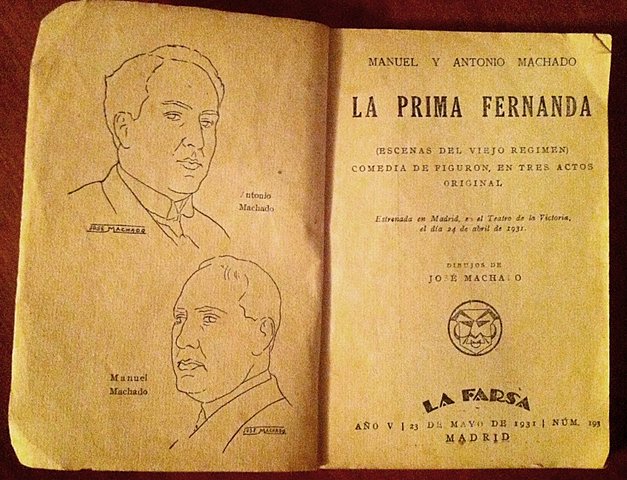 Antonio
Machado
JOSÉ MACHADO
Manuel
Machado
JOSÉ MACHADO
MANUEL Y ANTONIO MACHADO
LA PRIMA FERNANDA
(ESCENAS DEL VIEJO REGIMEN)
COMEDIA DE FIGURON, EN TRES ACTOS
ORIGINAL
Estrenada en Madrid, en el Teatro de la Victoria,
el día 24 de abril de 1931.
DIBUJOS DE
JOSÉ MACHADO
LA FARSA
AÑO V | 23 DE MAYO DE 1931 | NÚM. 193
MADRID